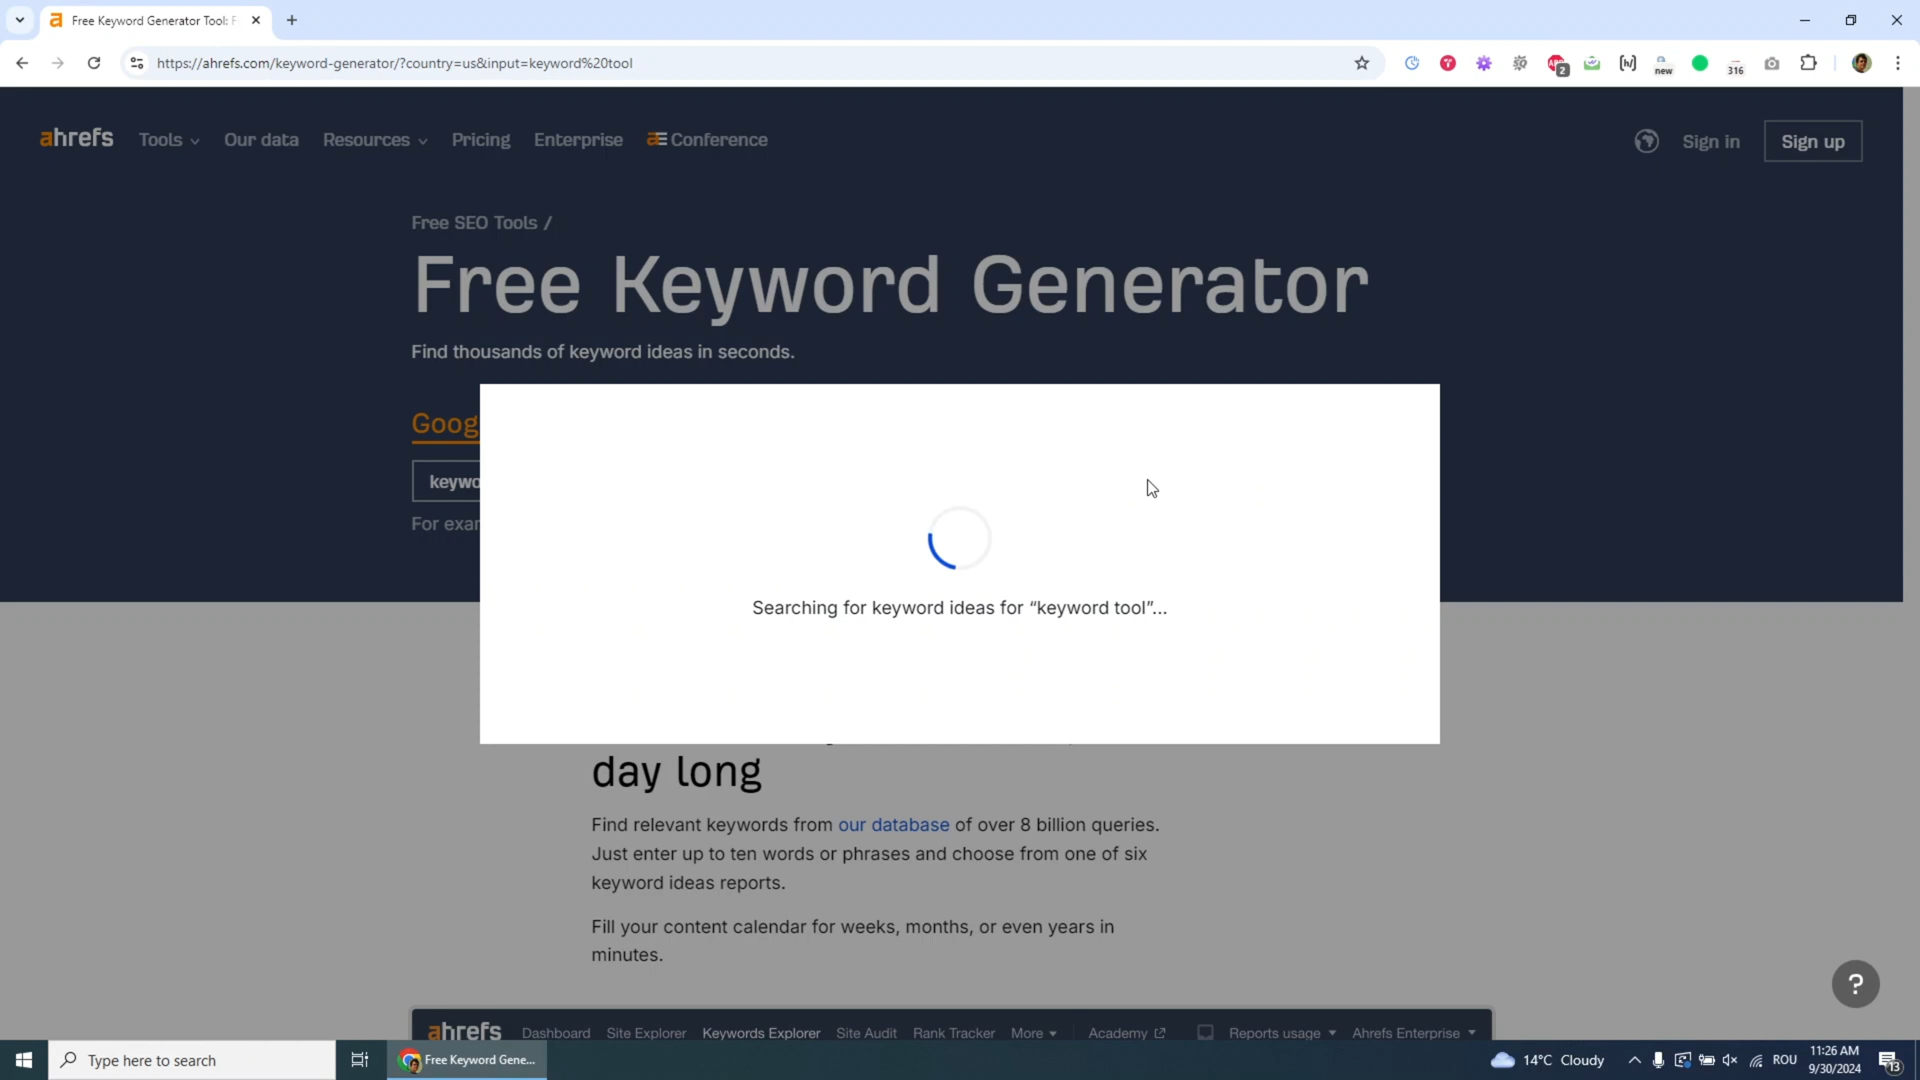 Free Keyword Generator Tool: F
https://ahrefs.com/keyword-generator/?country=us&input=keyword%20tool
2
new
316
ahrefs Tools Our data Resources Pricing Enterprise Conference
Sign in Sign up
Free SEO Tools /
Free Keyword Generator
Find thousands of keyword ideas in seconds.
Goog
keywo
For exar
Searching for keyword ideas for “keyword tool”...
day long
Find relevant keywords from our database of over 8 billion queries.
Just enter up to ten words or phrases and choose from one of six
keyword ideas reports.
Fill your content calendar for weeks, months, or even years in
minutes.
?
ahrefs Dashboard Site Explorer Keywords Explorer Site Audit Rank Tracker More Academy Reports usage Ahrefs Enterprise
Type here to search
Free Keyword Gene...
14°C Cloudy
ROU
11:26 AM
9/30/2024
13